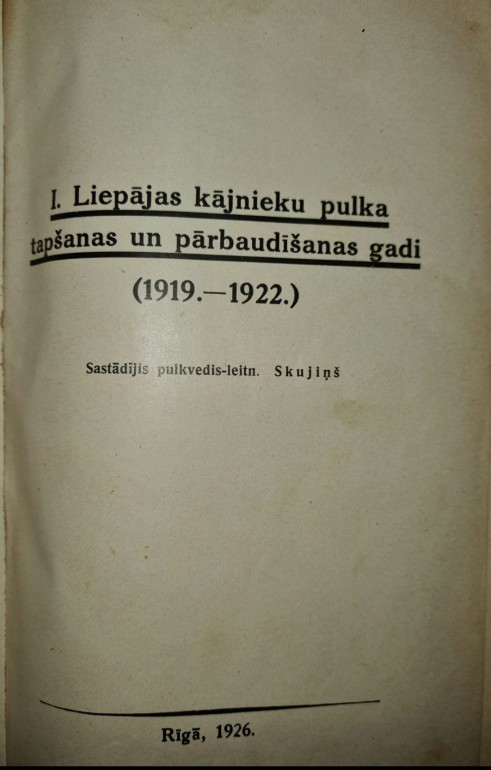 I. Liepājas kājnieku pulka
tapšanas un pārbaudīšanas gadi
(1919.—1922.)
Sastādījis pulkvedis-leitn. Skujiņš
Rīgā, 1926.